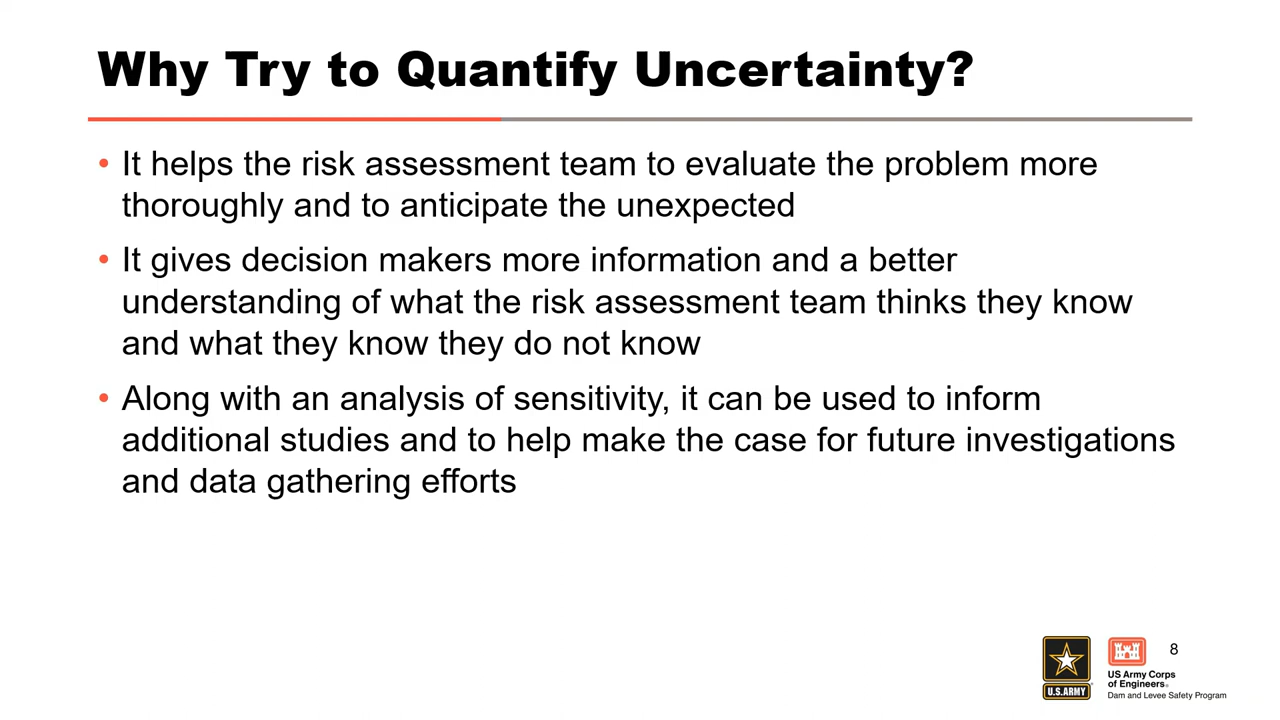 Why Try to Quantify Uncertainty?
• It helps the risk assessment team to evaluate the problem more
thoroughly and to anticipate the unexpected
• It gives decision makers more information and a better
understanding of what the risk assessment team thinks they know
and what they know they do not know
• Along with an analysis of sensitivity, it can be used to inform
additional studies and to help make the case for future investigations
and data gathering efforts
U.S.ARMY
US Army Corps
of Engineers®
Dam and Levee Safety Program
8